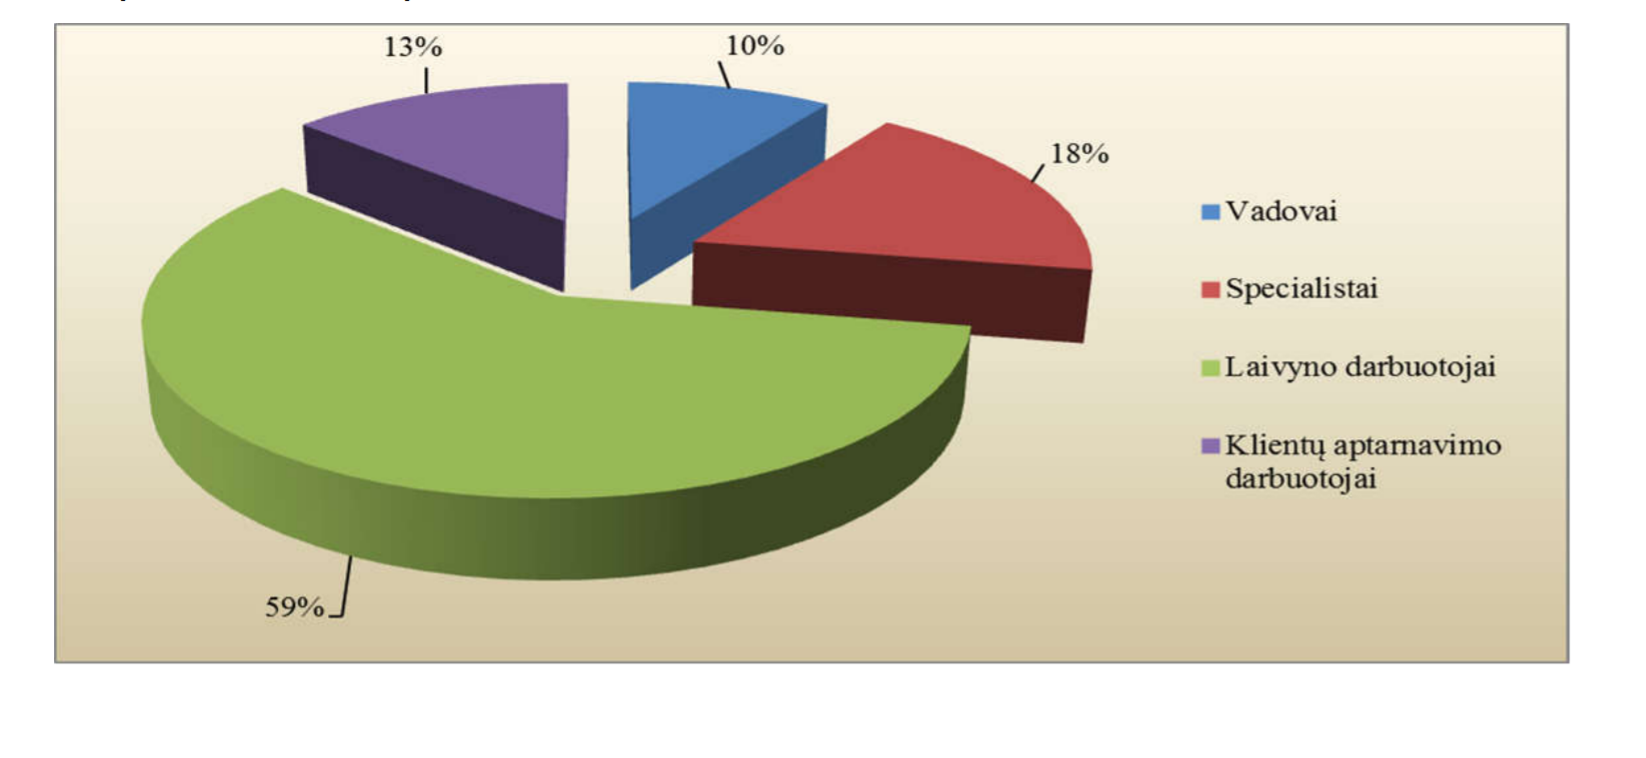 13%
10%
18%
Vadovai
Specialistai
Laivyno darbuotojai
Klientų aptarnavimo
darbuotojai
59%